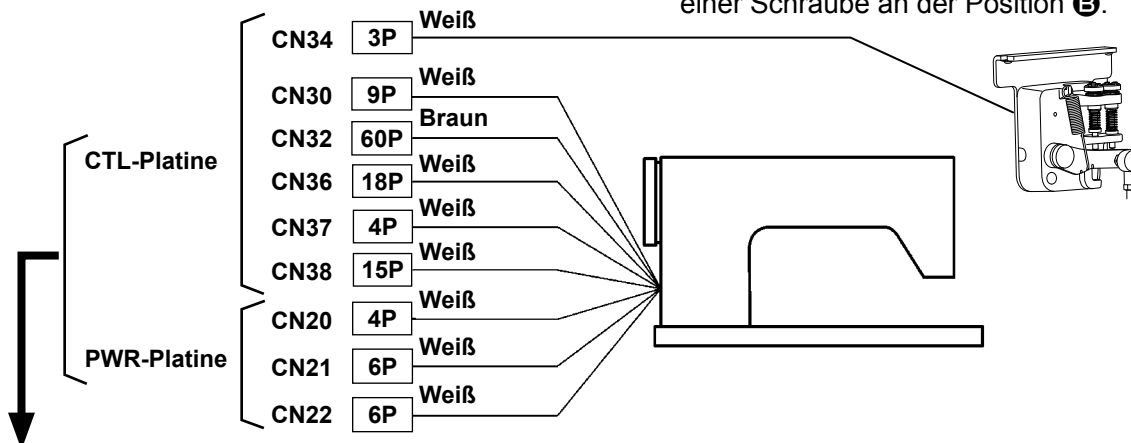 einer Schraube an der Position B.
Weiß
CN34 3P
Weiß
CN30 9P
Braun
CN32 60P
CTL-Platine
Weiß
CN36 18P
Weiß
CN37 4P
Weiß
CN38 15P
Weiß
CN20 4P
Weiß
PWR-Platine
CN21 6P
Weiß
CN22 6P